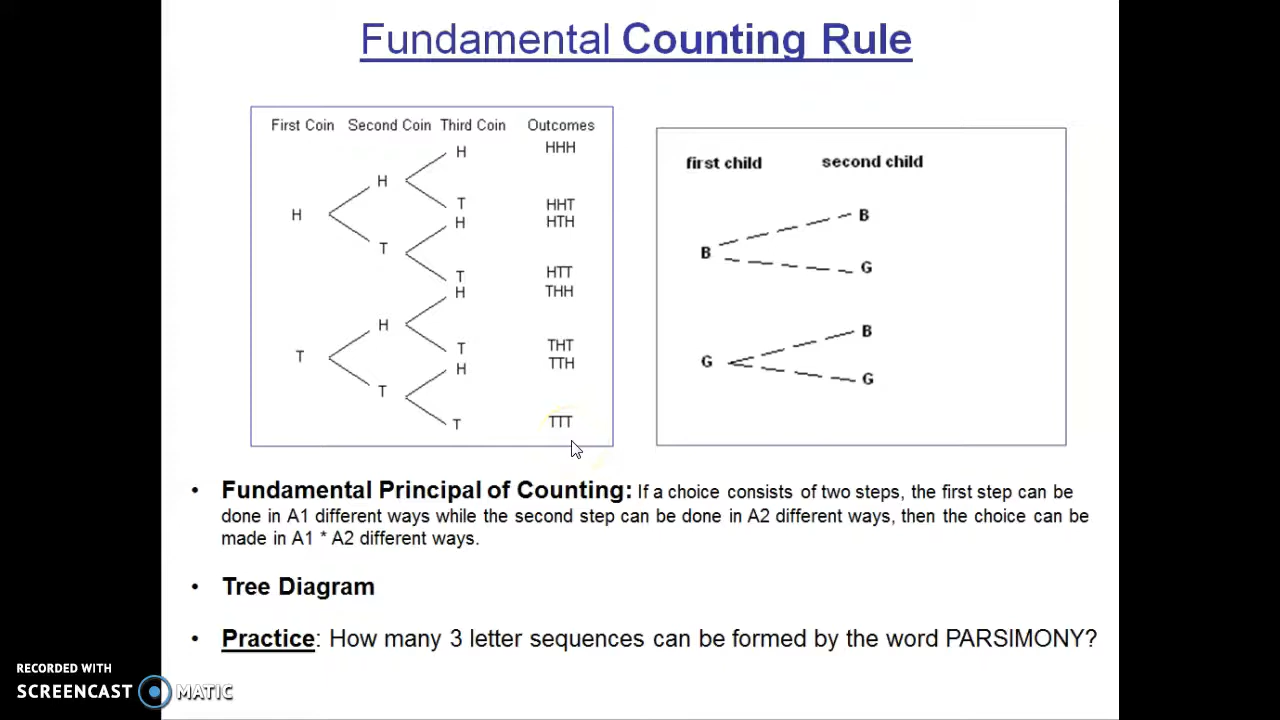 Fundamental Counting Rule
First Coin Second Coin Third Coin Outcomes
H HHH
H
T HHT
H
H HTH
T
T HTT
H THH
H
T THT
T
H TTH
T
T TTT
first child second child
B
B
G
B
G
G
• Fundamental Principal of Counting: If a choice consists of two steps, the first step can be
done in A1 different ways while the second step can be done in A2 different ways, then the choice can be
made in A1 * A2 different ways.
• Tree Diagram
• Practice: How many 3 letter sequences can be formed by the word PARSIMONY?
RECORDED WITH
SCREENCAST MATIC